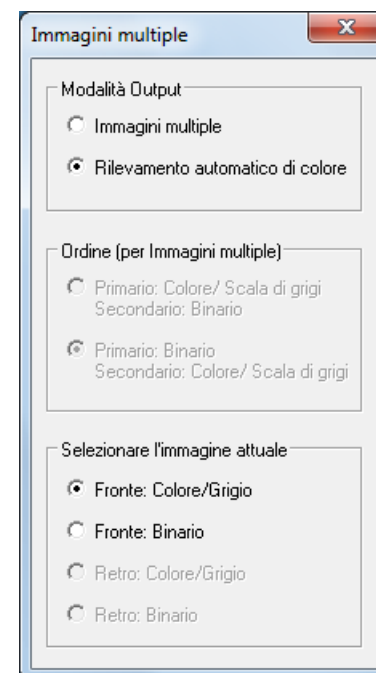 Immagini multiple
Modalità Output
Immagini multiple
Rilevamento automatico di colore
Ordine (per Immagini multiple)
Primario: Colore/ Scala di grigi
Secondario: Binario
Primario: Binario
Secondario: Colore/ Scala di grigi
Selezionare l'immagine attuale
Fronte: Colore/Grigio
Fronte: Binario
Retro: Colore/Grigio
Retro: Binario